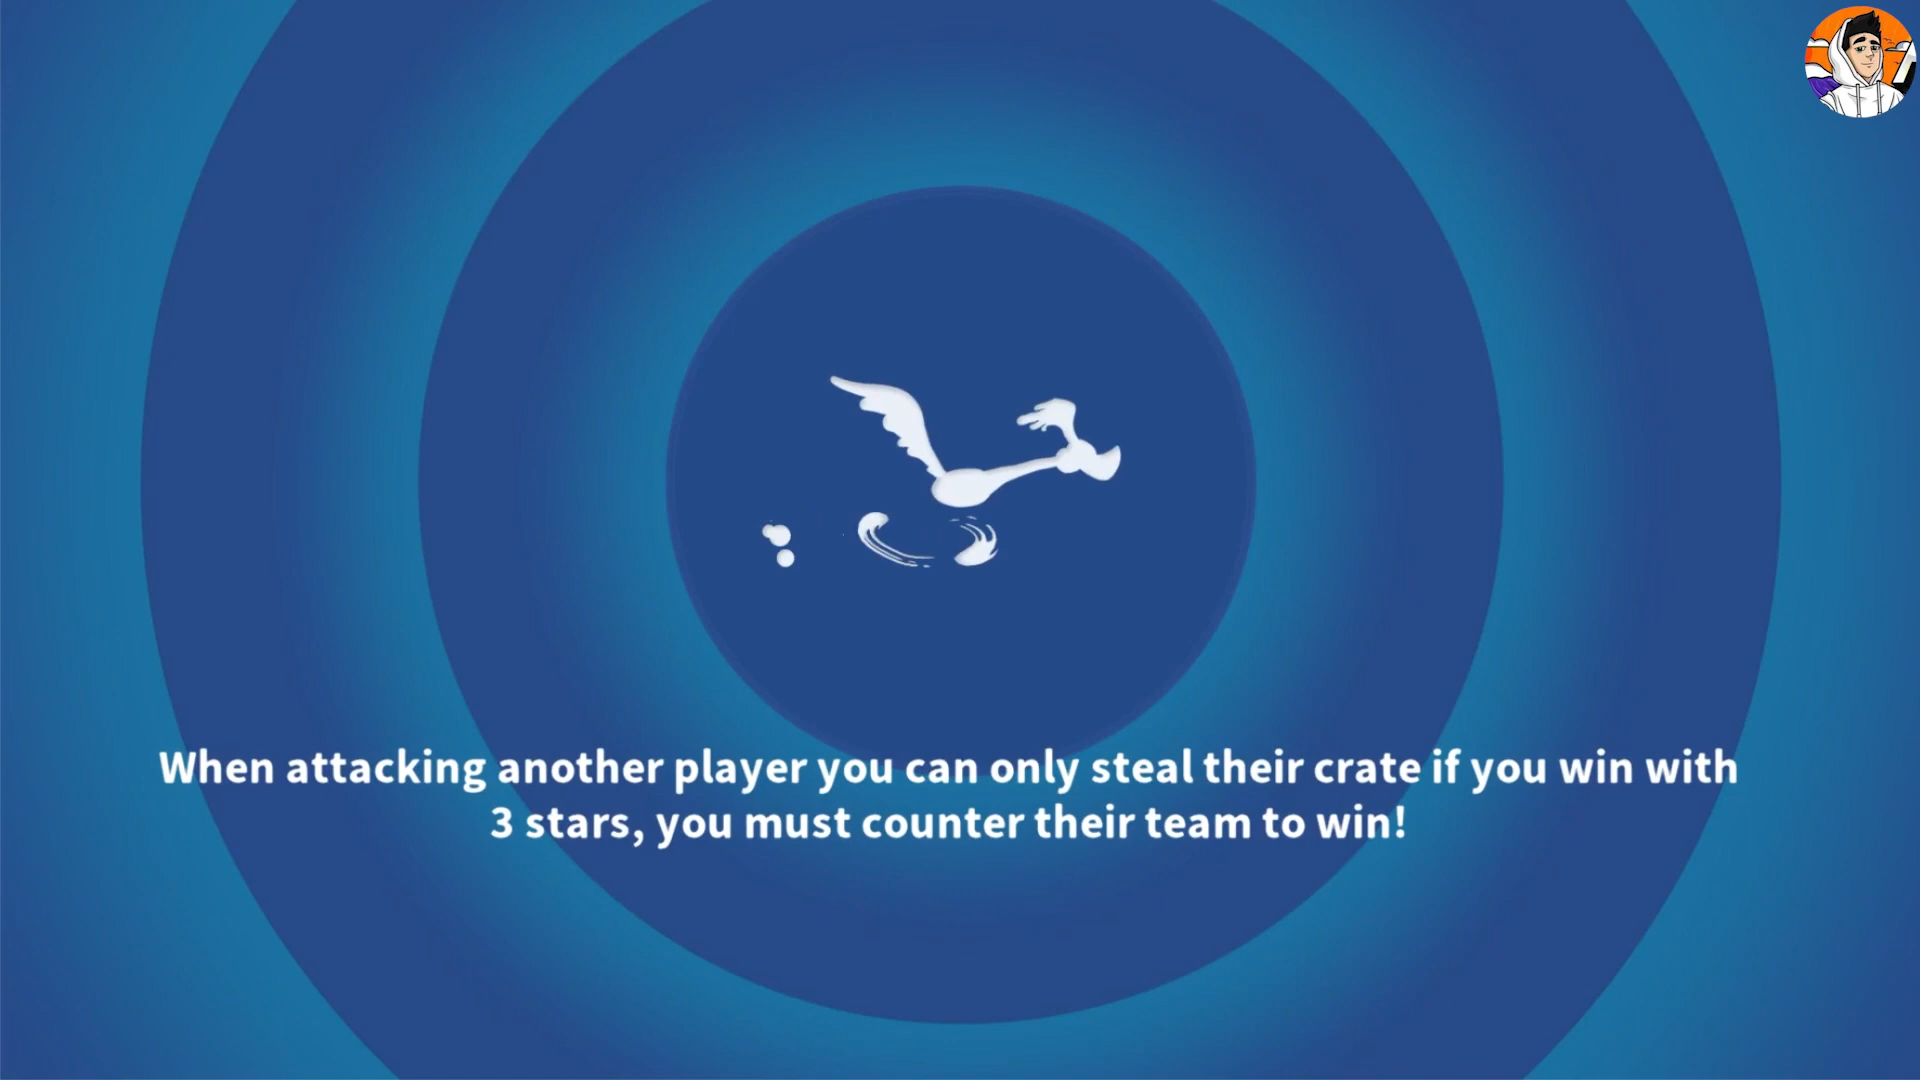 When attacking another player you can only steal their crate if you win with
3 stars, you must counter their team to win!